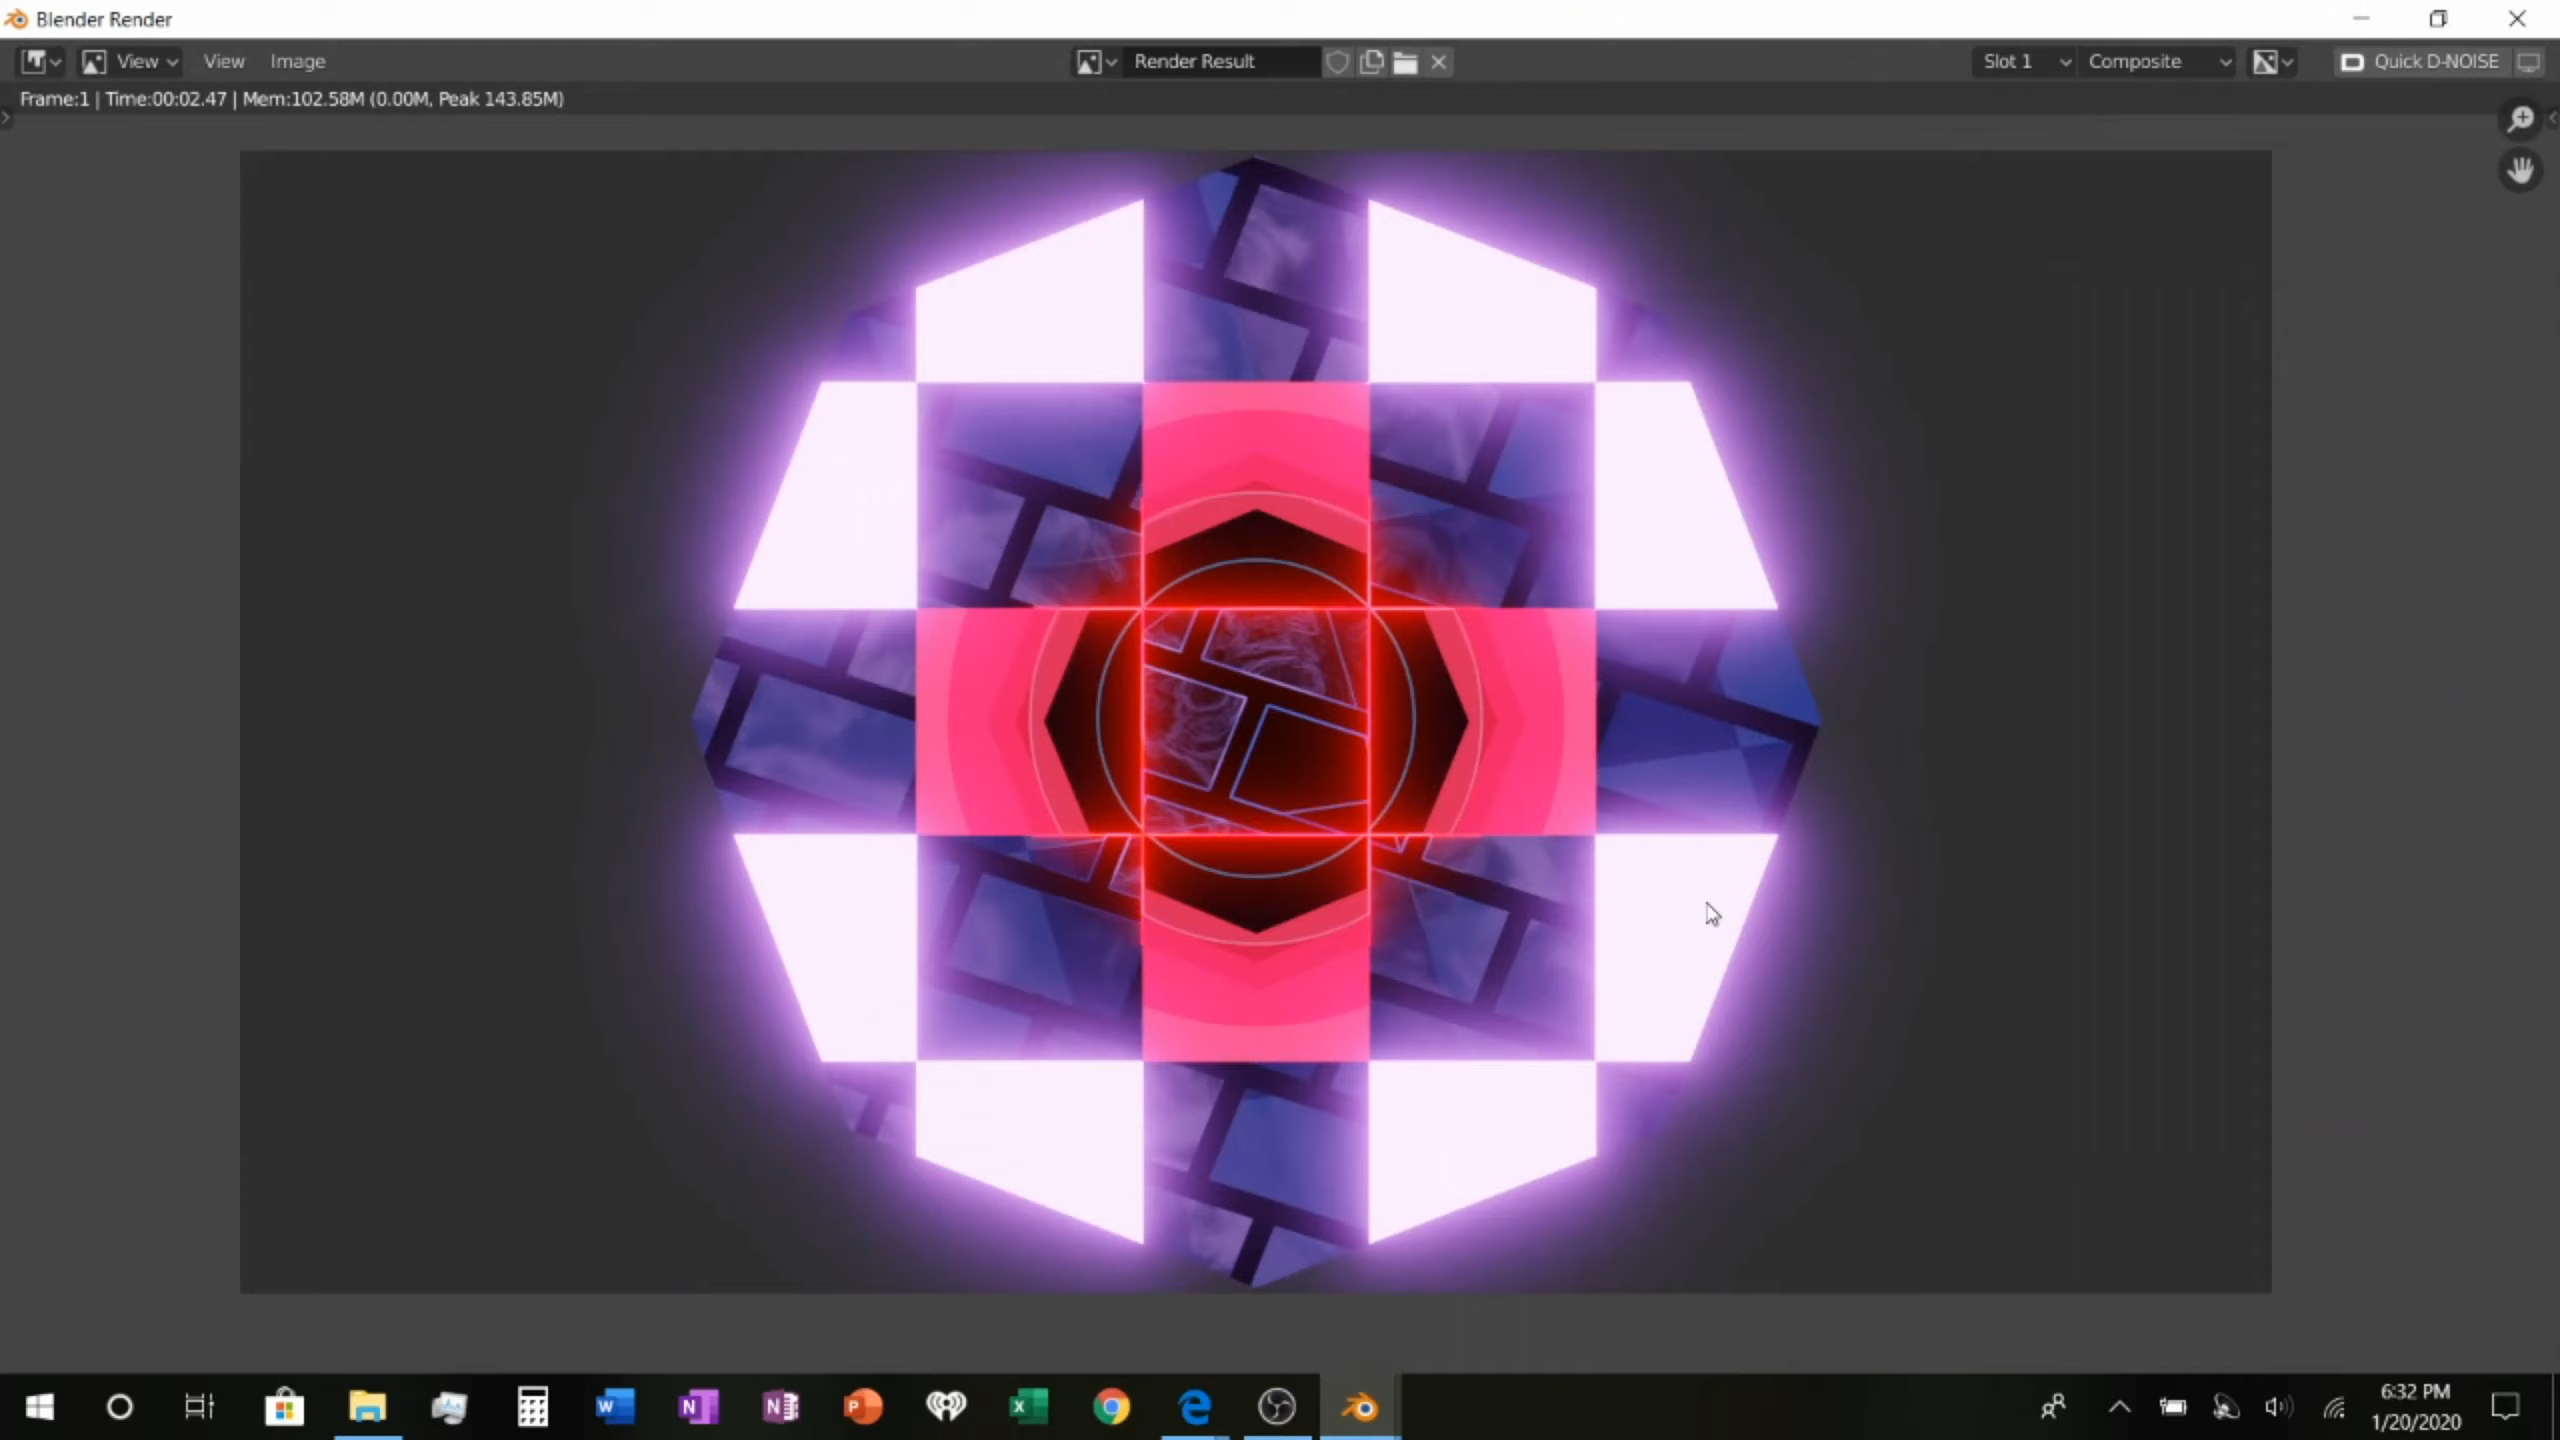 Blender Render
View View Image Render Result Slot 1 Composite Quick D-NOISE
Frame:1 | Time:00:02.47 | Mem:102.58M (0.00M, Peak 143.85M)
W N N P X
6:32 PM
1/20/2020